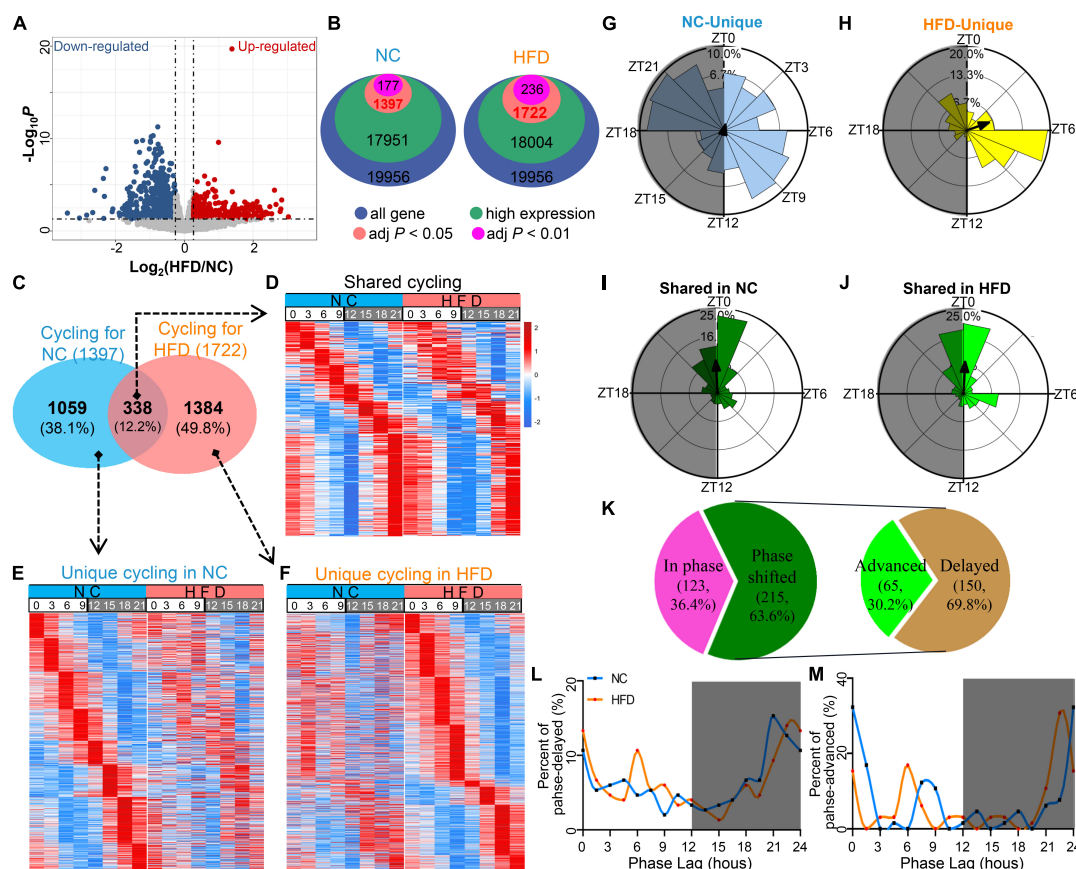 A
Down-regulated
Up-regulated
20
10
0
-Log10P
-2
0
2
Log2(HFD/NC)
B
NC
HFD
177
1397
17951
19956
236
1722
18004
19956
all gene
high expression
adj P < 0.05
adj P < 0.01
G
NC-Unique
ZT0
10.0%
6.7%
ZT3
ZT6
ZT9
ZT12
ZT15
ZT18
ZT21
H
HFD-Unique
ZT0
20.0%
13.3%
6.7%
ZT6
ZT12
ZT18
C
Cycling for
NC (1397)
Cycling for
HFD (1722)
1059
(38.1%)
338
(12.2%)
1384
(49.8%)
D
Shared cycling
N C
H F D
0 3 6 9 12 15 18 21 0 3 6 9 12 15 18 21
2
1
0
-1
-2
I
Shared in NC
ZT0
25.0%
16
ZT6
ZT12
ZT18
J
Shared in HFD
ZT0
25.0%
ZT6
ZT12
ZT18
K
In phase
(123,
36.4%)
Phase
shifted
(215,
63.6%)
Advanced
(65,
30.2%)
Delayed
(150,
69.8%)
E
Unique cycling in NC
N C
H F D
0 3 6 9 12 15 18 21 0 3 6 9 12 15 18 21
F
Unique cycling in HFD
N C
H F D
0 3 6 9 12 15 18 21 0 3 6 9 12 15 18 21
L
NC
HFD
20
10
0
Percent of
pahse-delayed (%)
0 3 6 9 12 15 18 21 24
Phase Lag (hous)
M
40
20
0
Percent of
pahse-advanced (%)
0 3 6 9 12 15 18 21 24
Phase Lag (hours)